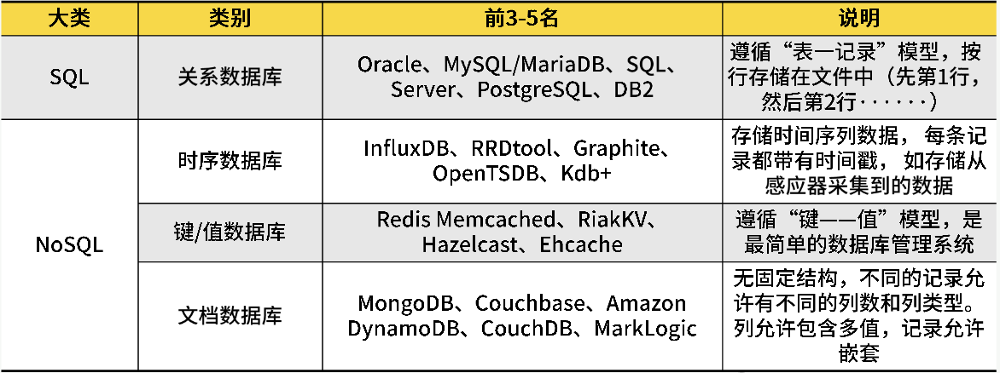 大类 类别 前3-5名 说明
SQL 关系数据库 Oracle、MySQL/MariaDB、SQL、
Server、PostgreSQL、DB2
遵循“表一记录”模型，按
行存储在文件中（先第1行，
然后第2行······）
NoSQL
时序数据库 InfluxDB、RRDtool、Graphite、
OpenTSDB、Kdb+
存储时间序列数据， 每条记
录都带有时间戳， 如存储从
感应器采集到的数据
键/值数据库 Redis Memcached、RiakKV、
Hazelcast、Ehcache
遵循“键——值”模型，是
最简单的数据库管理系统
文档数据库 MongoDB、Couchbase、Amazon
DynamoDB、CouchDB、MarkLogic
无固定结构，不同的记录允
许有不同的列数和列类型。
列允许包含多值，记录允许
嵌套